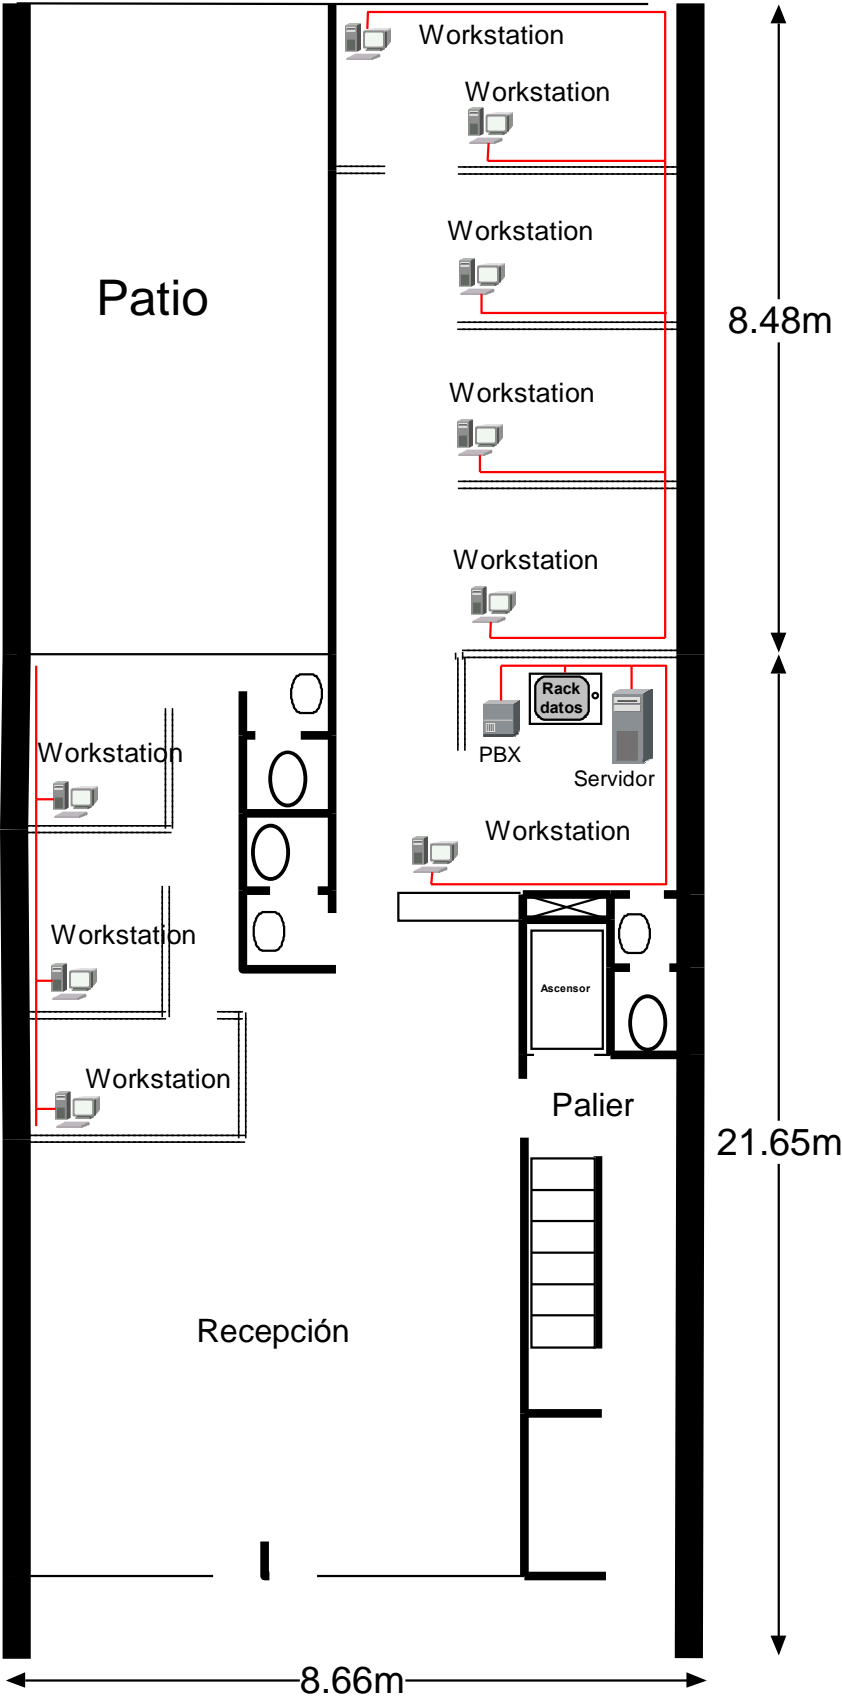 Workstation
Workstation
Workstation
Patio
8.48m
Workstation
Workstation
Rack
datos
Workstation
PBX
Servidor
Workstation
Workstation
Ascensor
Workstation
Palier
21.65m
Recepción
8.66m